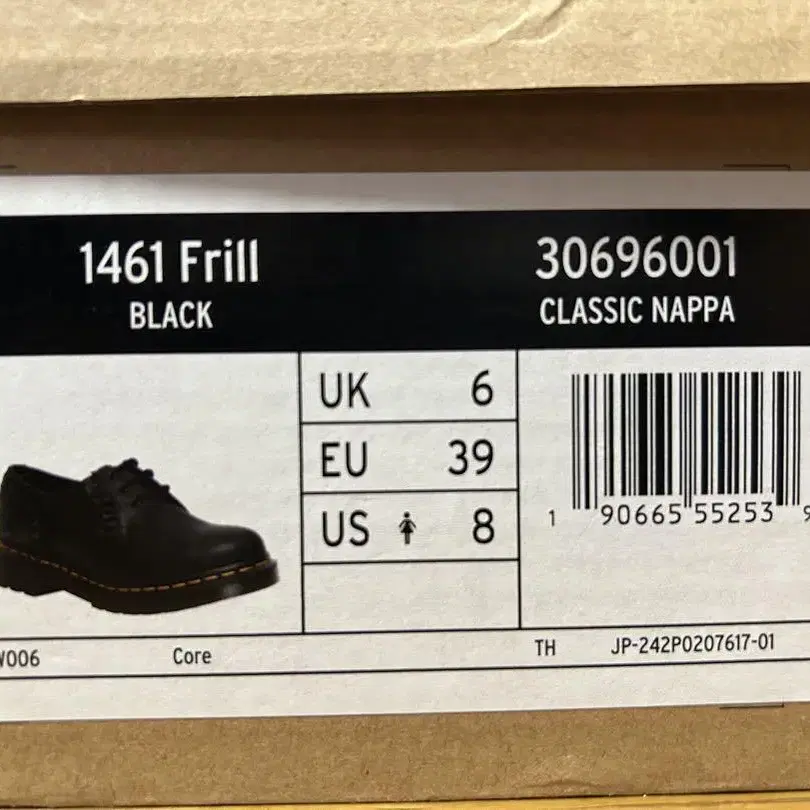 1461 Frill
BLACK
30696001
CLASSIC NAPPA
UK 6
EU 39
US 8
1 90665 55253
006
Core
TH
JP-242P0207617-01